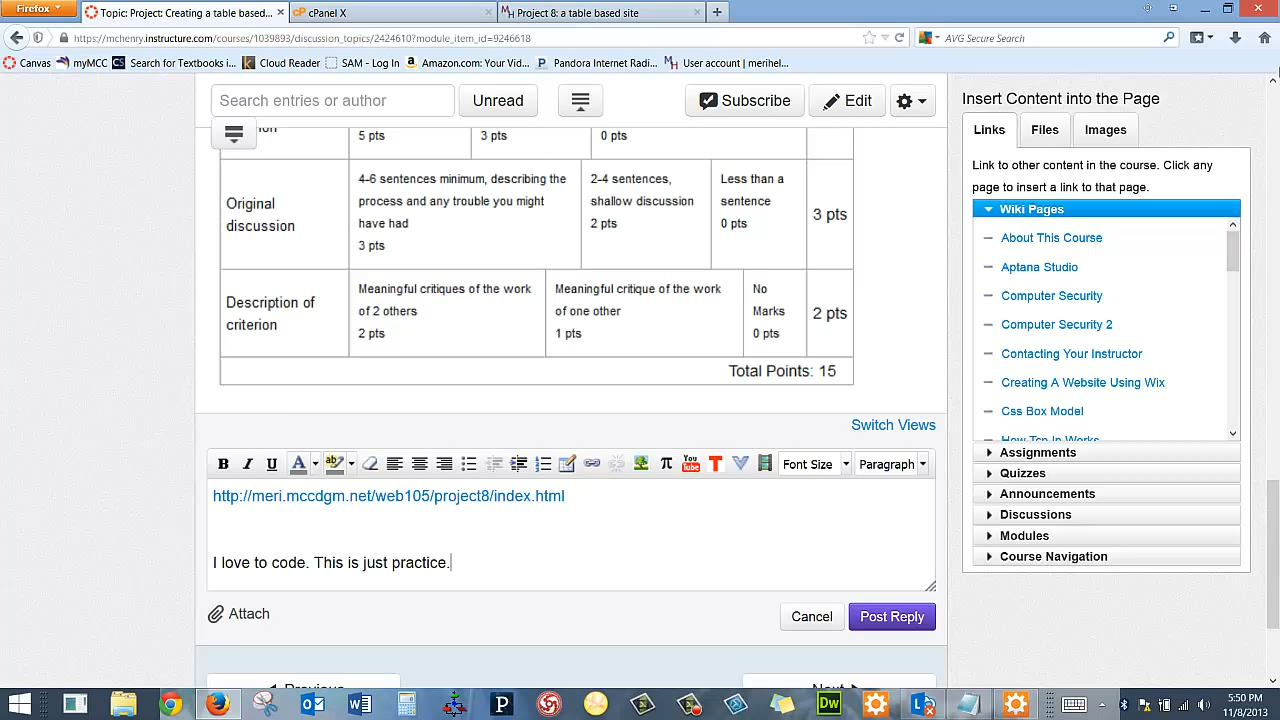 Firefox
Topic: Project: Creating a table based...
cPanel X
Project 8: a table based site
https://mchenry.instructure.com/courses/1039893/discussion_topics/2424610?module_item_id=9246618
AVG Secure Search
Canvas
myMCC
Search for Textbooks i...
Cloud Reader
SAM - Log In
Amazon.com: Your Vid...
Pandora Internet Radi...
User account | merihel...
Search entries or author
Unread
Subscribe
Edit
5 pts
3 pts
0 pts
Original discussion
4-6 sentences minimum, describing the
process and any trouble you might
have had
3 pts
2-4 sentences,
shallow discussion
2 pts
Less than a
sentence
0 pts
3 pts
Description of
criterion
Meaningful critiques of the work
of 2 others
2 pts
Meaningful critique of the work
of one other
1 pts
No
Marks
0 pts
2 pts
Total Points: 15
Switch Views
B I U A aby π You Tube T Font Size Paragraph
http://meri.mccdgm.net/web105/project8/index.html
I love to code. This is just practice.
Attach
Cancel
Post Reply
Previous
Next
Insert Content into the Page
Links
Files
Images
Link to other content in the course. Click any
page to insert a link to that page.
Wiki Pages
About This Course
Aptana Studio
Computer Security
Computer Security 2
Contacting Your Instructor
Creating A Website Using Wix
Css Box Model
How Tcp In Works
Assignments
Quizzes
Announcements
Discussions
Modules
Course Navigation
5:50 PM
11/8/2013